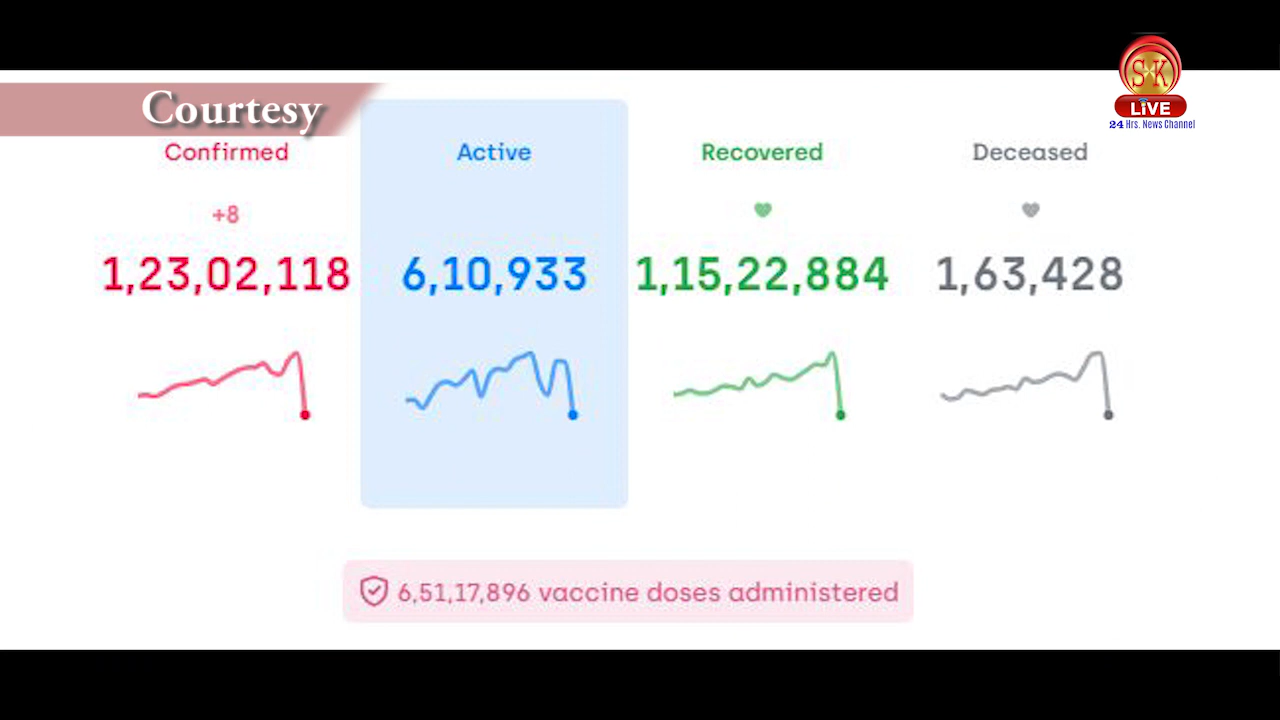 Courtesy
SK
LiVE
24 Hrs. News Channel
Confirmed
Active
Recovered
Deceased
+8
1,23,02,118
6,10,933
1,15,22,884
1,63,428
6,51,17,896 vaccine doses administered